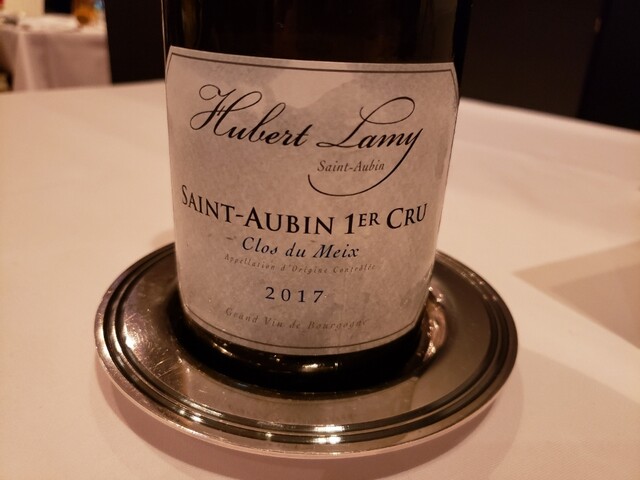 Hubert Lamy
Saint-Aubin
SAINT-AUBIN 1ER CRU
Clos du Meix
Appellation d'Origine Contrôlée
2017
Grand Vin de Bourgogne